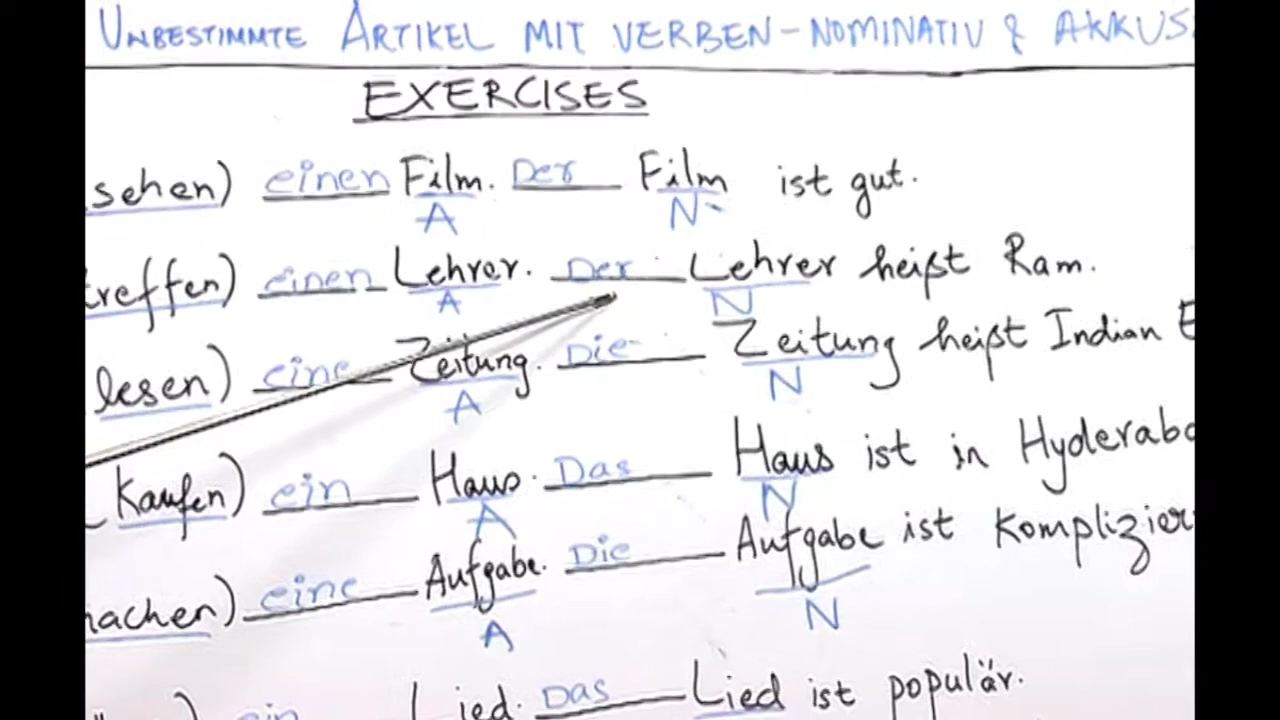 UNBESTIMMTE ARTIKEL MIT VERBEN-NOMINATIV & AKKUS
EXERCISES
sehen) einen Film. Der Film ist gut.
A N
treffen) einen Lehrer. Der Lehrer heißt Ram.
A N
lesen) eine Zeitung. Die Zeitung heißt Indian E
A N
Kaufen) ein Haus. Das Haus ist in Hyderaba
A N
machen) eine Aufgabe. Die Aufgabe ist Komplizier
A N
ein Lied. Das Lied ist populär.